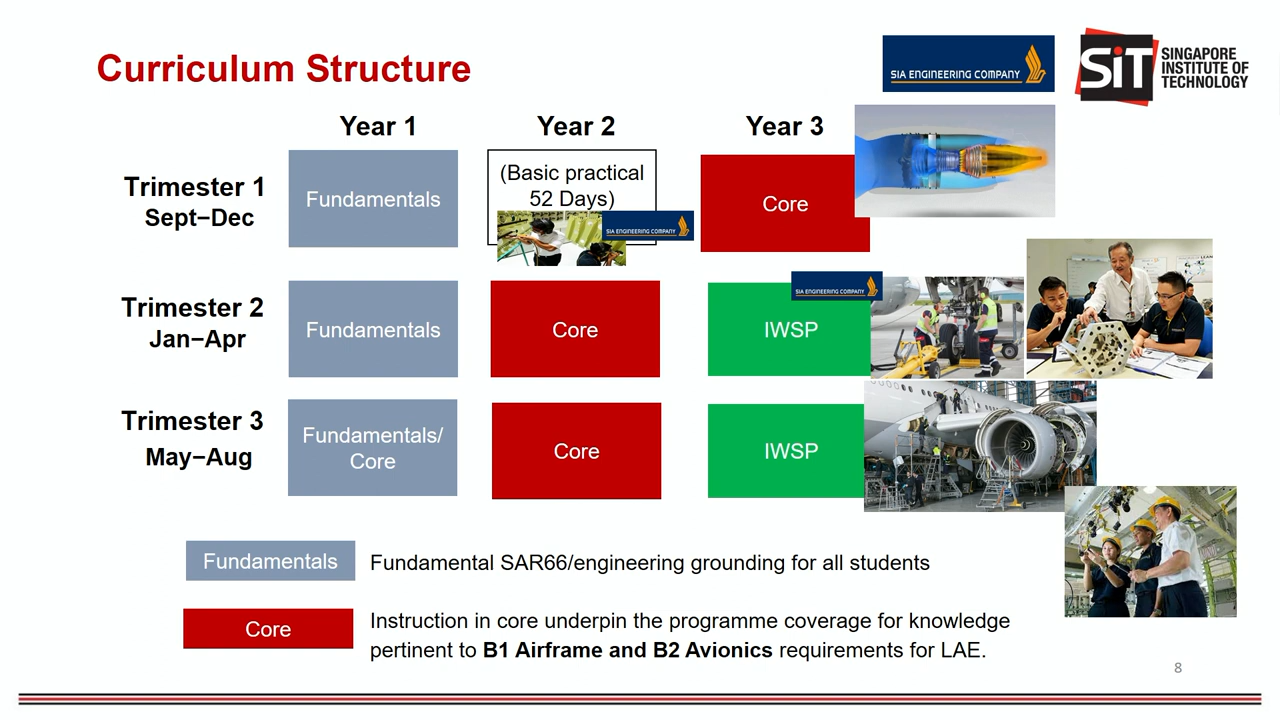 Curriculum Structure
SIA ENGINEERING COMPANY
SiT
SINGAPORE
INSTITUTE OF
TECHNOLOGY
Year 1
Year 2
Year 3
Trimester 1
Sept–Dec
Fundamentals
(Basic practical
52 Days)
SIA ENGINEERING COMPANY
Core
Trimester 2
Jan–Apr
Fundamentals
Core
SIA ENGINEERING COMPANY
IWSP
Trimester 3
May–Aug
Fundamentals/
Core
Core
IWSP
Fundamentals
Fundamental SAR66/engineering grounding for all students
Core
Instruction in core underpin the programme coverage for knowledge
pertinent to B1 Airframe and B2 Avionics requirements for LAE.
8